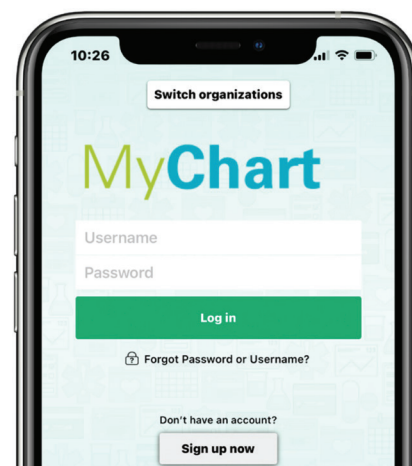 10:26
Switch organizations
MyChart
Username
Password
Log in
Forgot Password or Username?
Don't have an account?
Sign up now